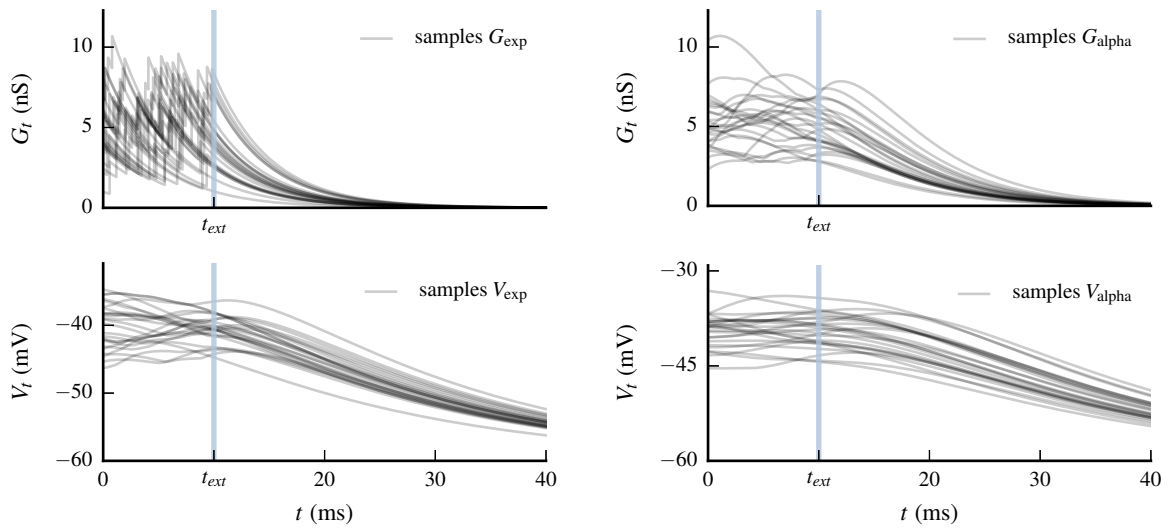 10
5
0
G_t (nS)
samples G_exp
t_ext
10
5
0
G_t (nS)
samples G_alpha
t_ext
−40
−50
−60
V_t (mV)
samples V_exp
0
t_ext
20
30
40
t (ms)
−30
−45
−60
V_t (mV)
samples V_alpha
0
t_ext
20
30
40
t (ms)